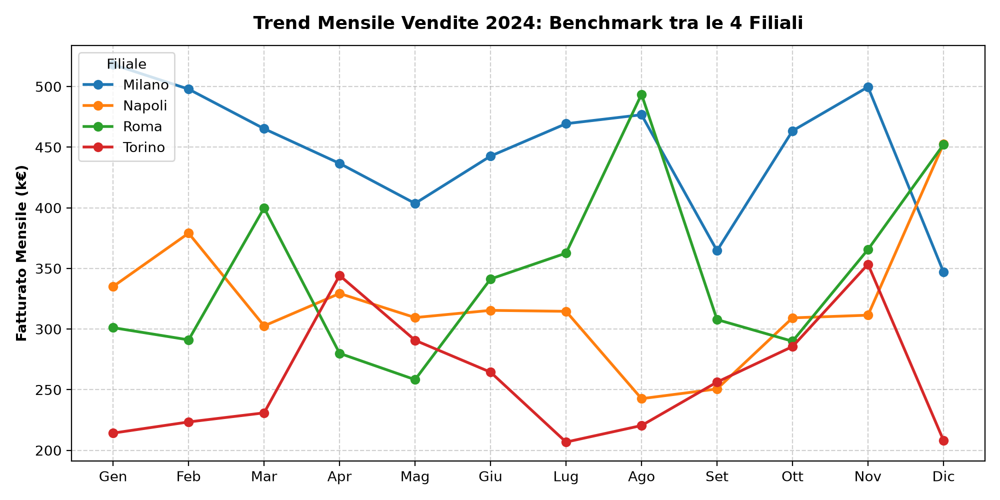 Trend Mensile Vendite 2024: Benchmark tra le 4 Filiali
Filiale
Milano
Napoli
Roma
Torino
Fatturato Mensile (k€)
500
450
400
350
300
250
200
Gen Feb Mar Apr Mag Giu Lug Ago Set Ott Nov Dic